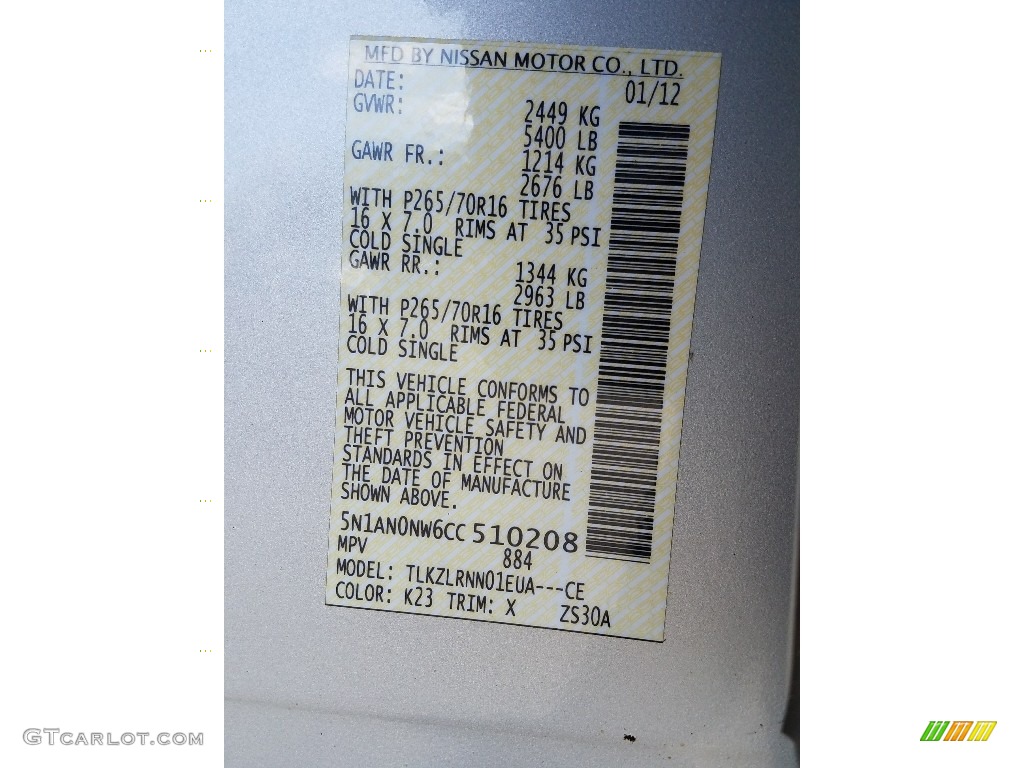 MFD BY NISSAN MOTOR CO., LTD.
DATE: 01/12
GVWR: 2449 KG
5400 LB
GAWR FR.: 1214 KG
2676 LB
WITH P265/70R16 TIRES
16 X 7.0 RIMS AT 35 PSI
COLD SINGLE
GAWR RR.: 1344 KG
2963 LB
WITH P265/70R16 TIRES
16 X 7.0 RIMS AT 35 PSI
COLD SINGLE
THIS VEHICLE CONFORMS TO
ALL APPLICABLE FEDERAL
MOTOR VEHICLE SAFETY AND
THEFT PREVENTION
STANDARDS IN EFFECT ON
THE DATE OF MANUFACTURE
SHOWN ABOVE.
5N1AN0NW6CC 510208
MPV 884
MODEL: TLKZLRNN01EUA---CE
COLOR: K23 TRIM: X ZS30A
GTCARLOT.COM